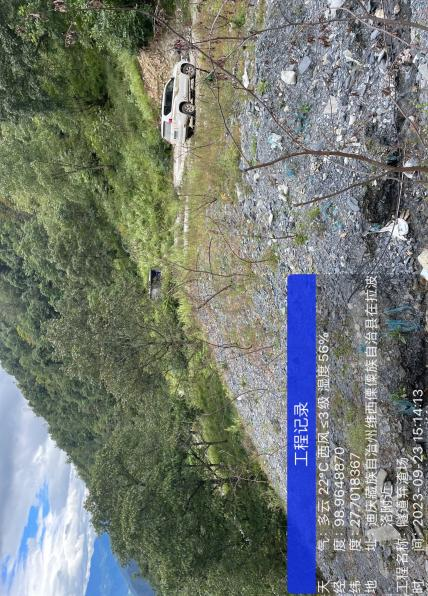 工程记录
天 气: 多云 22°C 西风 ≤3级 湿度 56%
经 度: 98.9648870
纬 度: 27.7018367
地 址: 迪庆藏族自治州维西傈僳族自治县在拉波
洛附近
工程名称: 隧道弃渣场
时 间: 2023-09-23 15:14:13